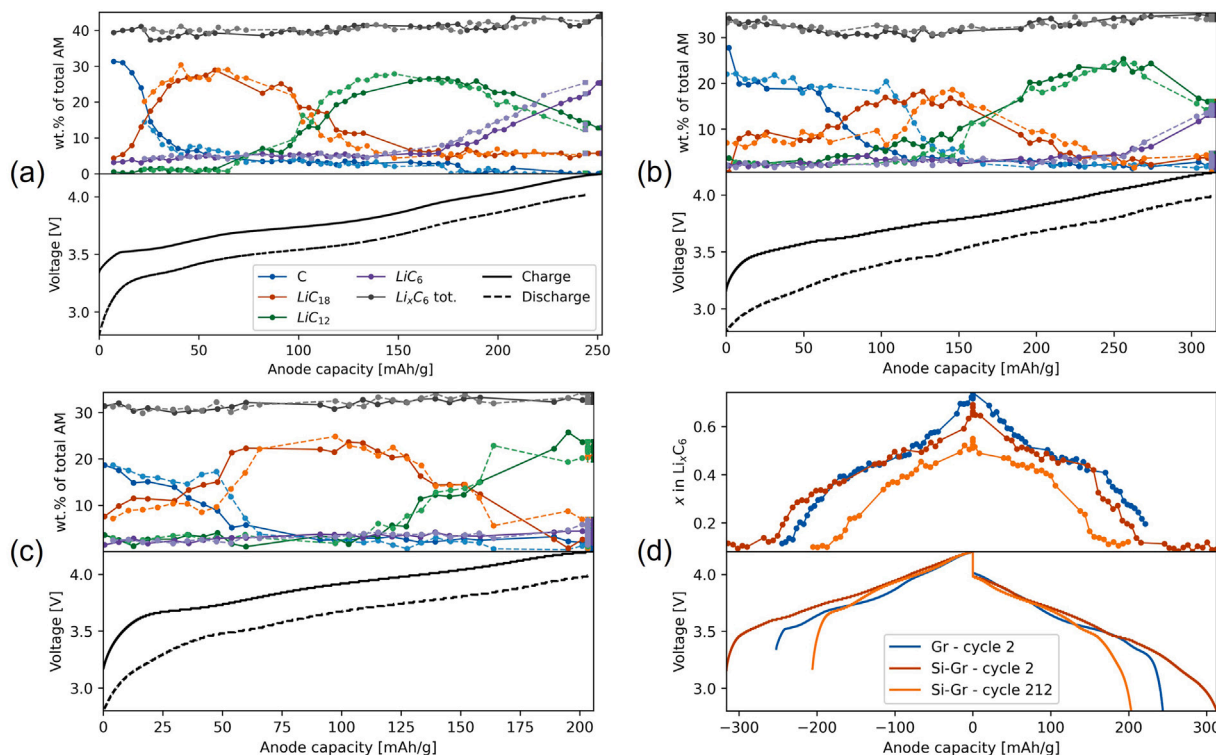 (a)
wt.% of total AM
40
30
20
10
0
Voltage [V]
4.0
3.5
3.0
C
LiC18
LiC12
LiC6
LixC6 tot.
Charge
Discharge
0 50 100 150 200 250
Anode capacity [mAh/g]
(b)
wt.% of total AM
30
20
10
Voltage [V]
4.0
3.5
3.0
0 50 100 150 200 250 300
Anode capacity [mAh/g]
(c)
wt.% of total AM
30
20
10
0
Voltage [V]
4.0
3.5
3.0
0 25 50 75 100 125 150 175 200
Anode capacity [mAh/g]
(d)
x in LixC6
0.6
0.4
0.2
Voltage [V]
4.0
3.5
3.0
Gr - cycle 2
Si-Gr - cycle 2
Si-Gr - cycle 212
−300 −200 −100 0 100 200 300
Anode capacity [mAh/g]